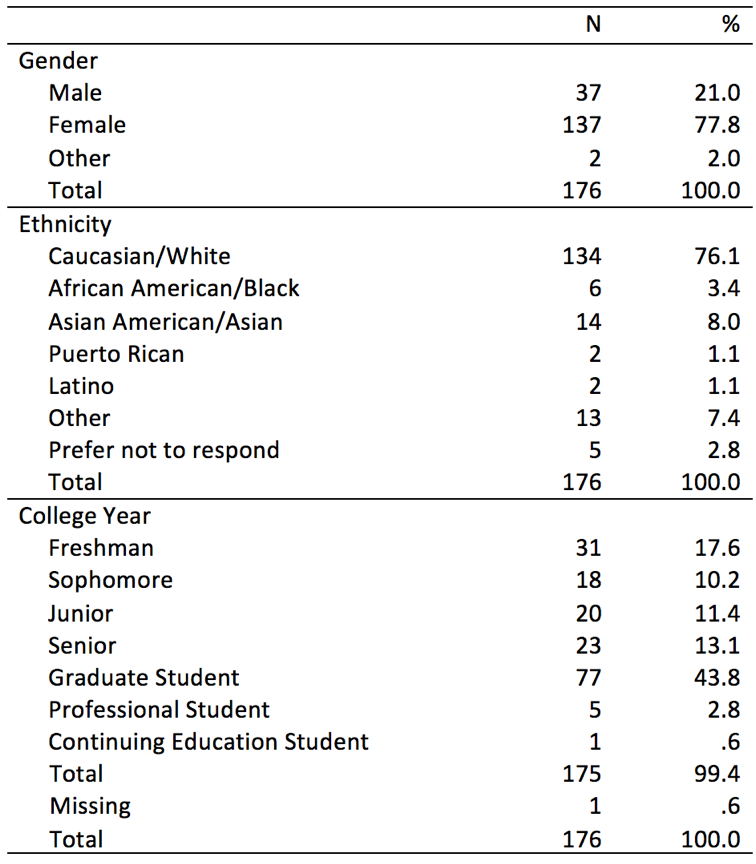 N %
Gender
Male 37 21.0
Female 137 77.8
Other 2 2.0
Total 176 100.0
Ethnicity
Caucasian/White 134 76.1
African American/Black 6 3.4
Asian American/Asian 14 8.0
Puerto Rican 2 1.1
Latino 2 1.1
Other 13 7.4
Prefer not to respond 5 2.8
Total 176 100.0
College Year
Freshman 31 17.6
Sophomore 18 10.2
Junior 20 11.4
Senior 23 13.1
Graduate Student 77 43.8
Professional Student 5 2.8
Continuing Education Student 1 .6
Total 175 99.4
Missing 1 .6
Total 176 100.0